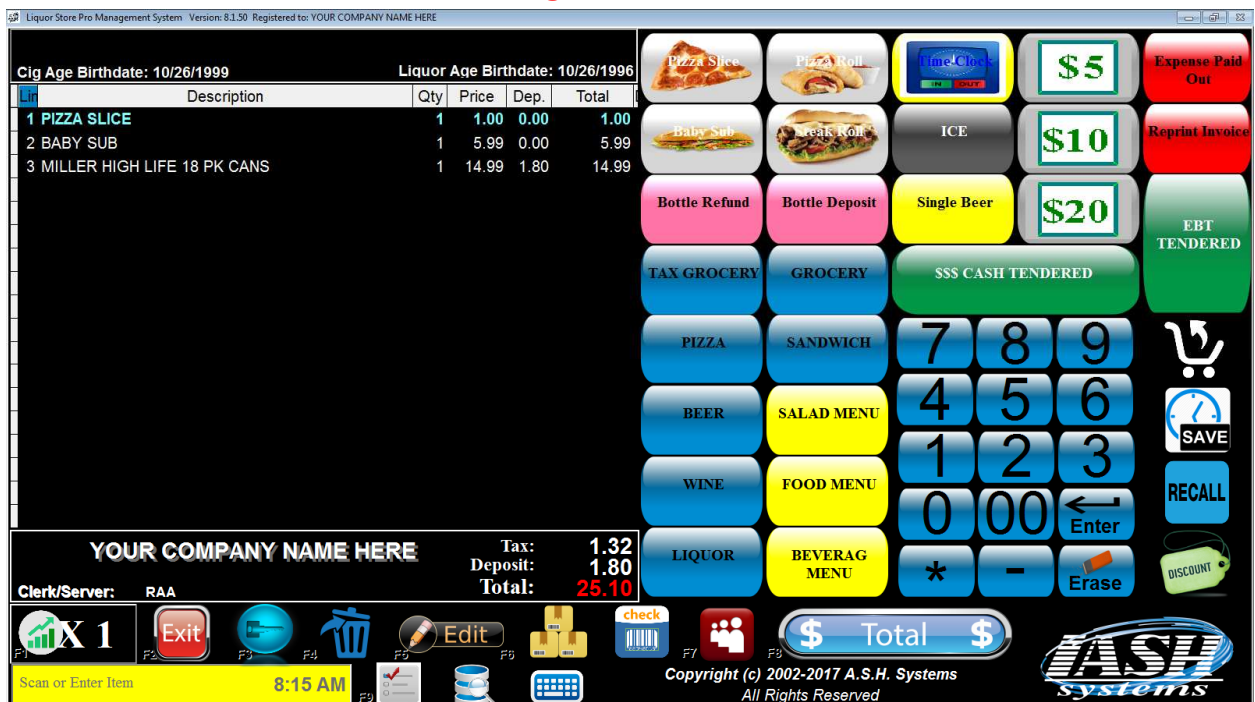 Liquor Store Pro Management System Version: 8.1.50 Registered to: YOUR COMPANY NAME HERE
Cig Age Birthdate: 10/26/1999 Liquor Age Birthdate: 10/26/1996
Lin Description Qty Price Dep. Total
1 PIZZA SLICE 1 1.00 0.00 1.00
2 BABY SUB 1 5.99 0.00 5.99
3 MILLER HIGH LIFE 18 PK CANS 1 14.99 1.80 14.99
YOUR COMPANY NAME HERE
Tax: 1.32
Deposit: 1.80
Total: 25.10
Clerk/Server: RAA
Pizza Slice Pizza Roll Time Clock $5 Expense Paid
IN OUT Out
Baby Sub Steak Roll ICE $10 Reprint Invoice
Bottle Refund Bottle Deposit Single Beer $20 EBT
TENDERED
TAX GROCERY GROCERY $$$ CASH TENDERED
PIZZA SANDWICH 7 8 9
BEER SALAD MENU 4 5 6 SAVE
WINE FOOD MENU 1 2 3 RECALL
0 00 Enter
LIQUOR BEVERAG
MENU * - Erase DISCOUNT
F1 X 1 F2 Exit F3 F4 F5 Edit F6 check F7 F8 $ Total $
Scan or Enter Item 8:15 AM F9
Copyright (c) 2002-2017 A.S.H. Systems
All Rights Reserved
ASH
systems